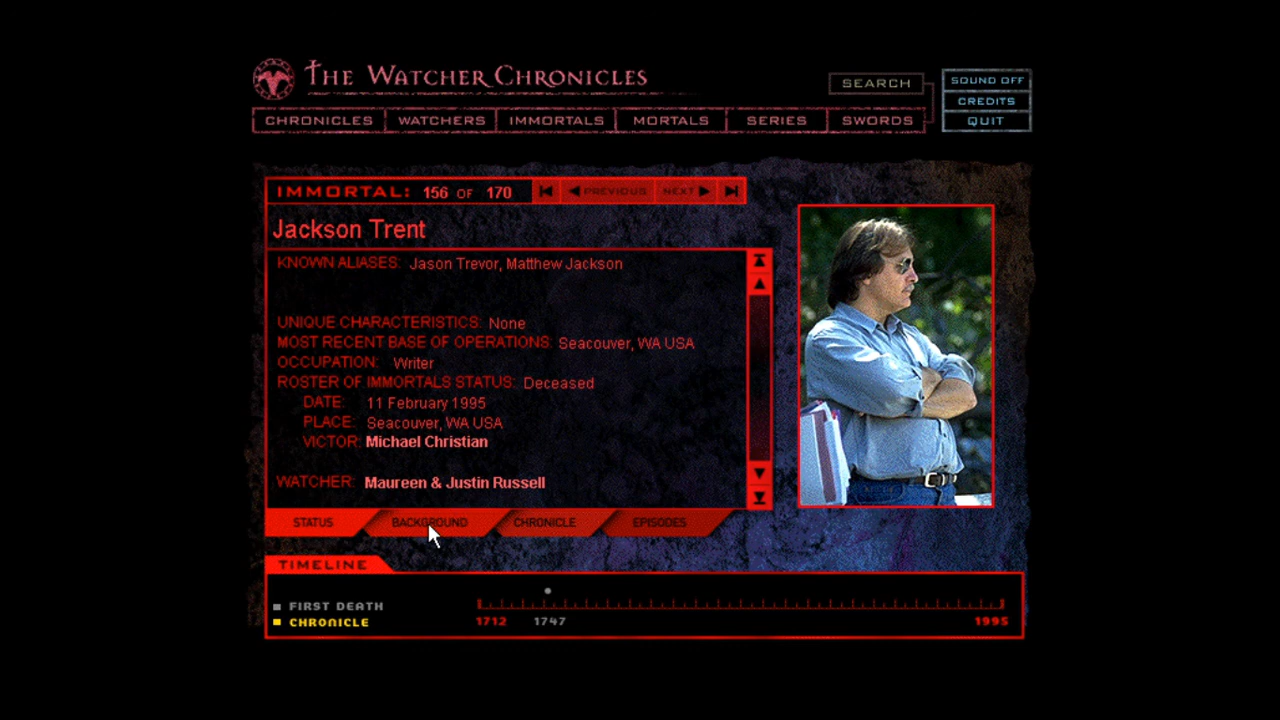 THE WATCHER CHRONICLES
SEARCH
SOUND OFF
CREDITS
QUIT
CHRONICLES WATCHERS IMMORTALS MORTALS SERIES SWORDS
IMMORTAL: 156 OF 170 PREVIOUS NEXT
Jackson Trent
KNOWN ALIASES: Jason Trevor, Matthew Jackson
UNIQUE CHARACTERISTICS: None
MOST RECENT BASE OF OPERATIONS: Seacouver, WA USA
OCCUPATION: Writer
ROSTER OF IMMORTALS STATUS: Deceased
DATE: 11 February 1995
PLACE: Seacouver, WA USA
VICTOR: Michael Christian
WATCHER: Maureen & Justin Russell
STATUS BACKGROUND CHRONICLE EPISODES
TIMELINE
FIRST DEATH
CHRONICLE
1712 1747 1995